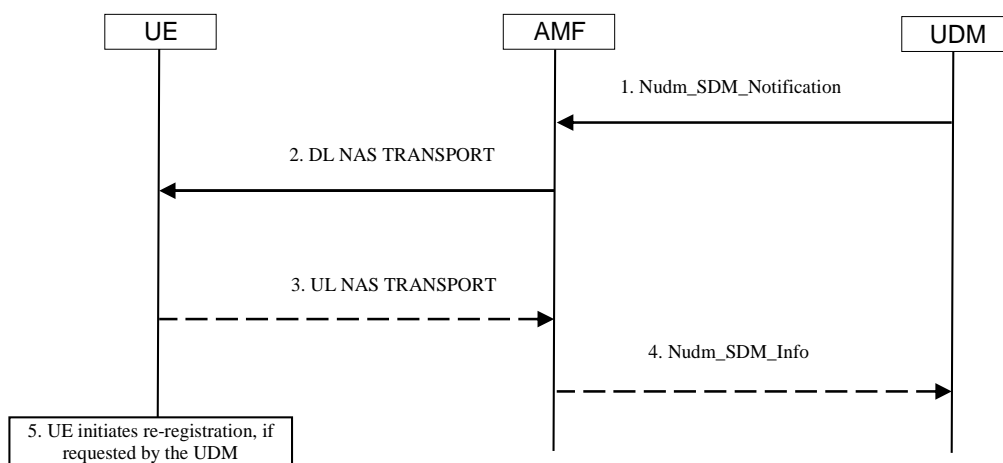 UE
AMF
UDM
1. Nudm_SDM_Notification
2. DL NAS TRANSPORT
3. UL NAS TRANSPORT
4. Nudm_SDM_Info
5. UE initiates re-registration, if
requested by the UDM